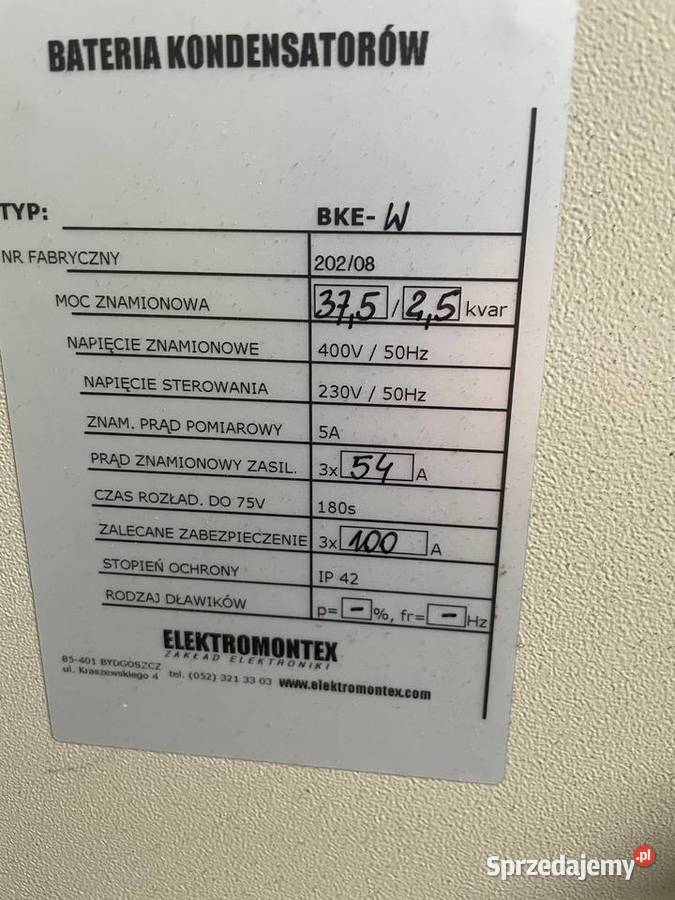 BATERIA KONDENSATORÓW
TYP: BKE-W
NR FABRYCZNY 202/08
MOC ZNAMIONOWA 37,5 / 2,5 kvar
NAPIĘCIE ZNAMIONOWE 400V / 50Hz
NAPIĘCIE STEROWANIA 230V / 50Hz
ZNAM. PRĄD POMIAROWY 5A
PRĄD ZNAMIONOWY ZASIL. 3x 54 A
CZAS ROZŁAD. DO 75V 180s
ZALECANE ZABEZPIECZENIE 3x 100 A
STOPIEŃ OCHRONY IP 42
RODZAJ DŁAWIKÓW p= - %, fr= - Hz
ELEKTROMONTEX
ZAKŁAD ELEKTRONIKI
85-401 BYDGOSZCZ
ul. Kraszewskiego 4 tel. (052) 321 33 03 www.elektromontex.com
Sprzedajemy.pl